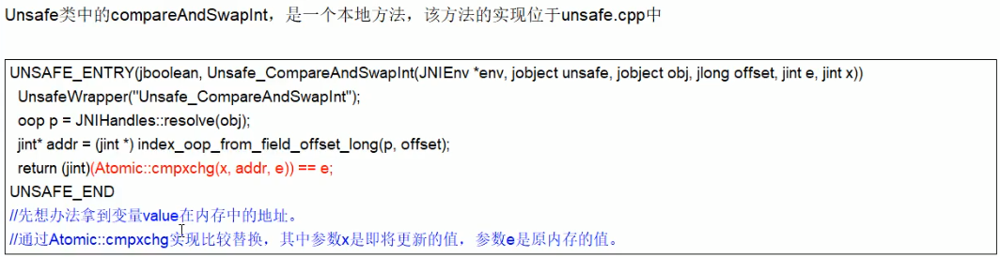 Unsafe类中的compareAndSwapInt，是一个本地方法，该方法的实现位于unsafe.cpp中
UNSAFE_ENTRY(jboolean, Unsafe_CompareAndSwapInt(JNIEnv *env, jobject unsafe, jobject obj, jlong offset, jint e, jint x))
UnsafeWrapper("Unsafe_CompareAndSwapInt");
oop p = JNIHandles::resolve(obj);
jint* addr = (jint *) index_oop_from_field_offset_long(p, offset);
return (jint)(Atomic::cmpxchg(x, addr, e)) == e;
UNSAFE_END
//先想办法拿到变量value在内存中的地址。
//通过Atomic::cmpxchg实现比较替换，其中参数x是即将更新的值，参数e是原内存的值。